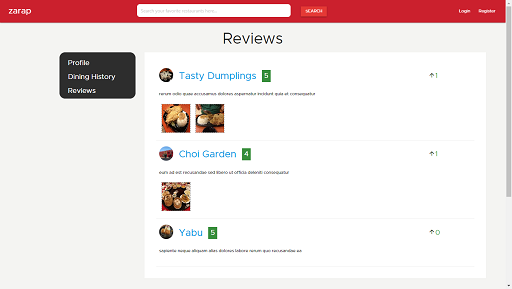 zarap
Search your favorite restaurants here...
SEARCH
Login
Register
Reviews
Profile
Dining History
Reviews
Tasty Dumplings 5
1
rerum odio quae accusamus dolores aspernatur incidunt quia et consequatur
Choi Garden 4
1
eum ad est recusandae sed libero ut officia deleniti consequatur
Yabu 5
0
sapiente neque aliquam alias dolores labore rerum quo recusandae ea